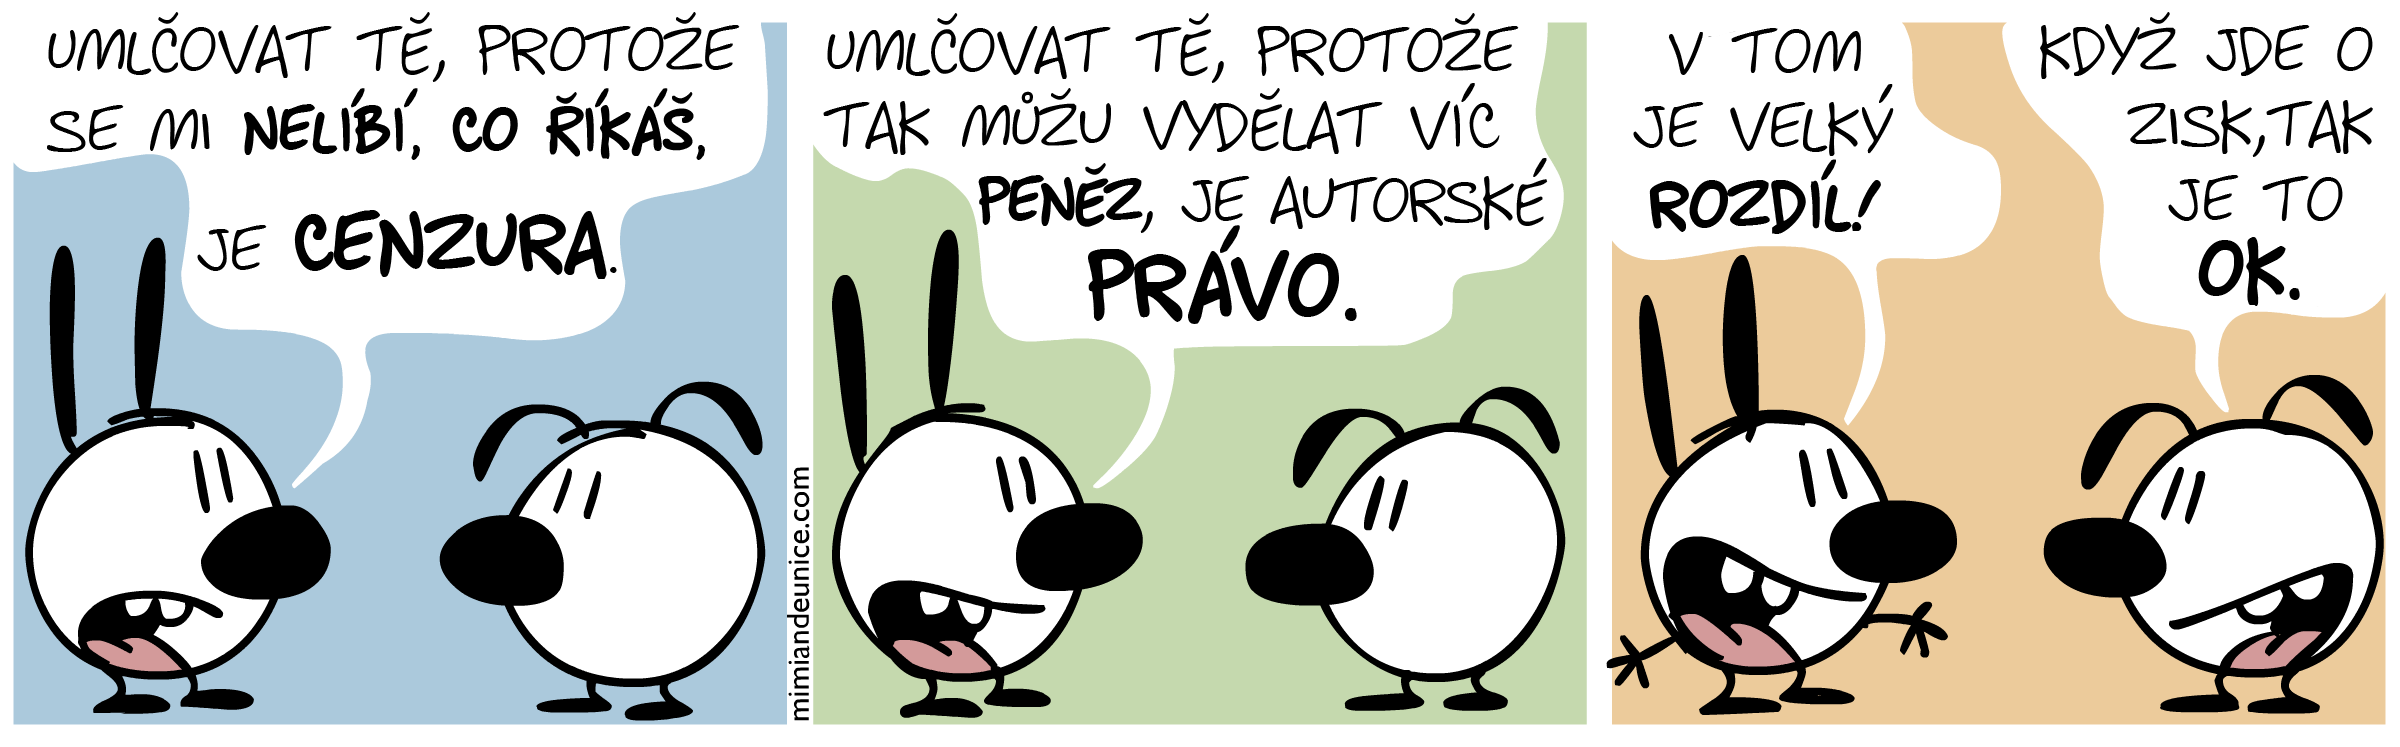 UMLČOVAT TĚ, PROTOŽE
SE MI NELÍBÍ, CO ŘÍKÁŠ,
JE CENZURA.
UMLČOVAT TĚ, PROTOŽE
TAK MŮŽU VYDĚLAT VÍC
PENĚZ, JE AUTORSKÉ
PRÁVO.
V TOM
JE VELKÝ
ROZDÍL!
KDYŽ JDE O
ZISK, TAK
JE TO
OK.
mimiandeunice.com